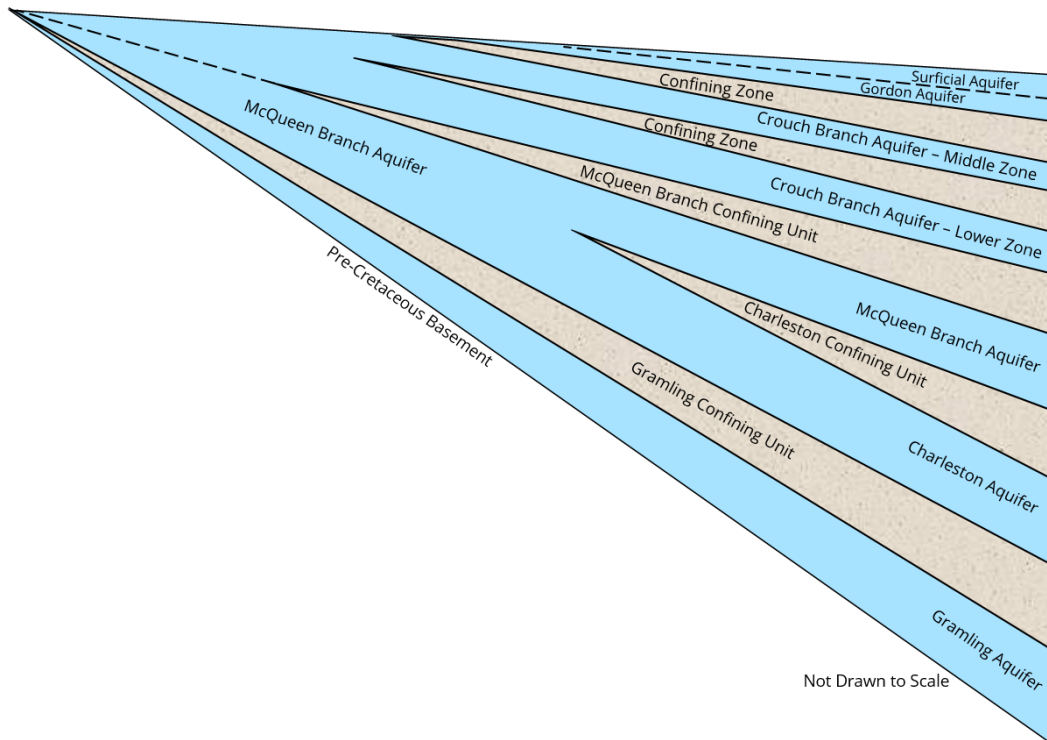 Surficial Aquifer
Gordon Aquifer
Confining Zone
Crouch Branch Aquifer – Middle Zone
Confining Zone
Crouch Branch Aquifer – Lower Zone
McQueen Branch Aquifer
McQueen Branch Confining Unit
McQueen Branch Aquifer
Charleston Confining Unit
Charleston Aquifer
Gramling Confining Unit
Gramling Aquifer
Pre-Cretaceous Basement
Not Drawn to Scale